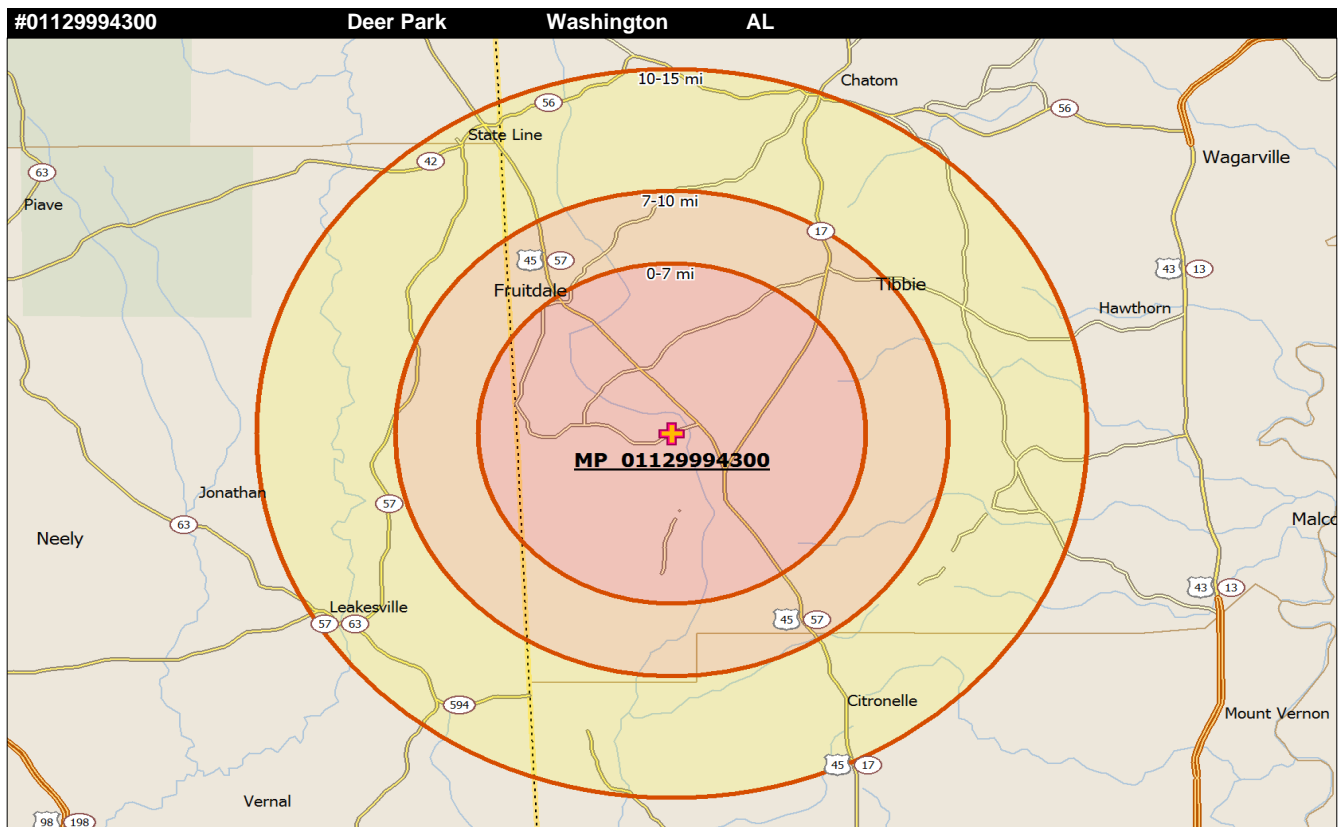 #01129994300 Deer Park Washington AL
10-15 mi
Chatom
56
56
State Line
42
Wagarville
63
Piave
7-10 mi
17
45 57
0-7 mi
43 13
Fruitdale
Tibbie
Hawthorn
MP 01129994300
Jonathan
57
63
Neely
Malco
43 13
Leakesville
57 63
45 57
594
Citronelle
Mount Vernon
45 17
Vernal
98 198